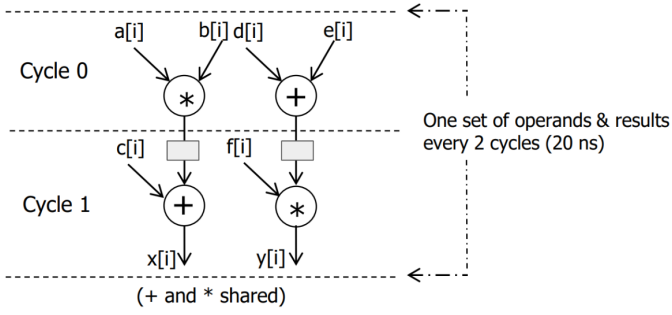 a[i] b[i] d[i] e[i]
Cycle 0
* +
One set of operands & results
every 2 cycles (20 ns)
c[i] f[i]
Cycle 1
+ *
x[i] y[i]
(+ and * shared)